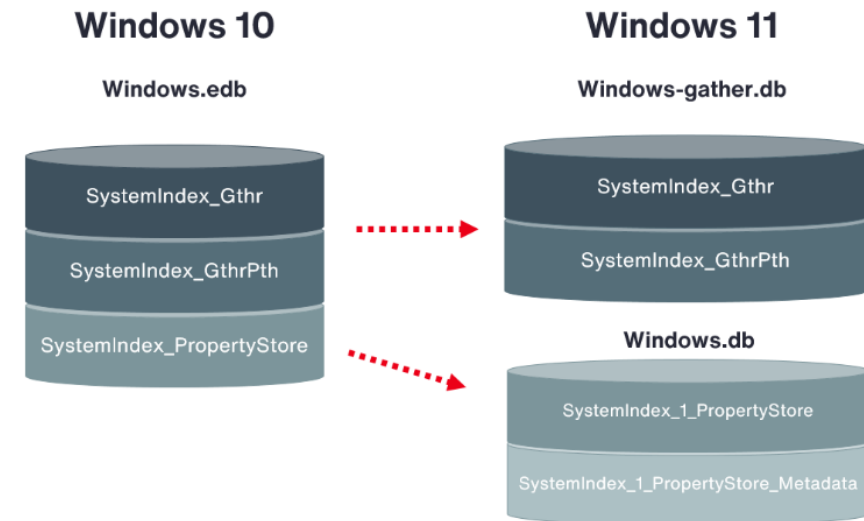 Windows 10
Windows.edb
SystemIndex_Gthr
SystemIndex_GthrPth
SystemIndex_PropertyStore
Windows 11
Windows-gather.db
SystemIndex_Gthr
SystemIndex_GthrPth
Windows.db
SystemIndex_1_PropertyStore
SystemIndex_1_PropertyStore_Metadata